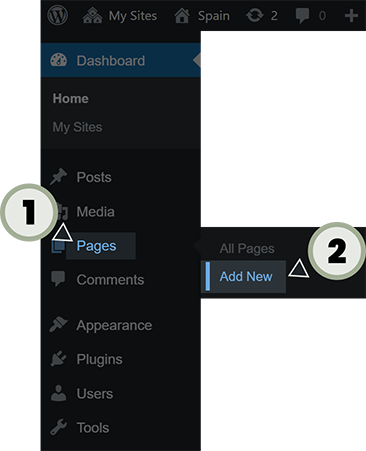 My Sites Spain 2 0
Dashboard
Home
My Sites
Posts
1
Media
Pages
All Pages
2
Add New
Comments
Appearance
Plugins
Users
Tools